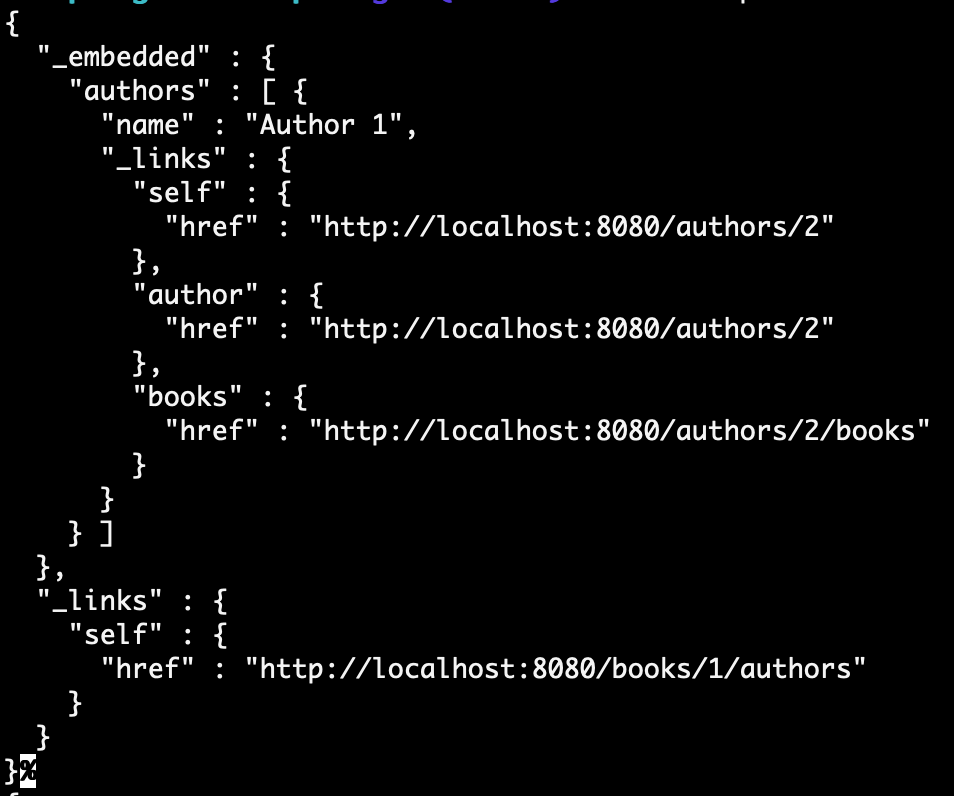 {
  "_embedded" : {
    "authors" : [ {
      "name" : "Author 1",
      "_links" : {
        "self" : {
          "href" : "http://localhost:8080/authors/2"
        },
        "author" : {
          "href" : "http://localhost:8080/authors/2"
        },
        "books" : {
          "href" : "http://localhost:8080/authors/2/books"
        }
      }
    } ]
  },
  "_links" : {
    "self" : {
      "href" : "http://localhost:8080/books/1/authors"
    }
  }
}%